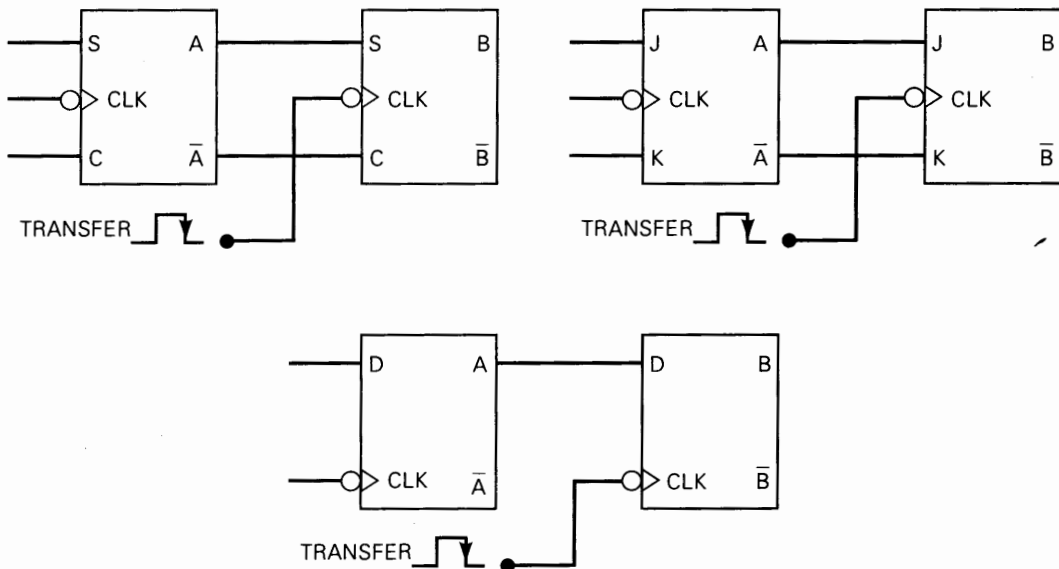 S A S B J A J B
CLK CLK CLK CLK
C A̅ C B̅ K A̅ K B̅
TRANSFER TRANSFER
D A D B
CLK A̅ CLK B̅
TRANSFER